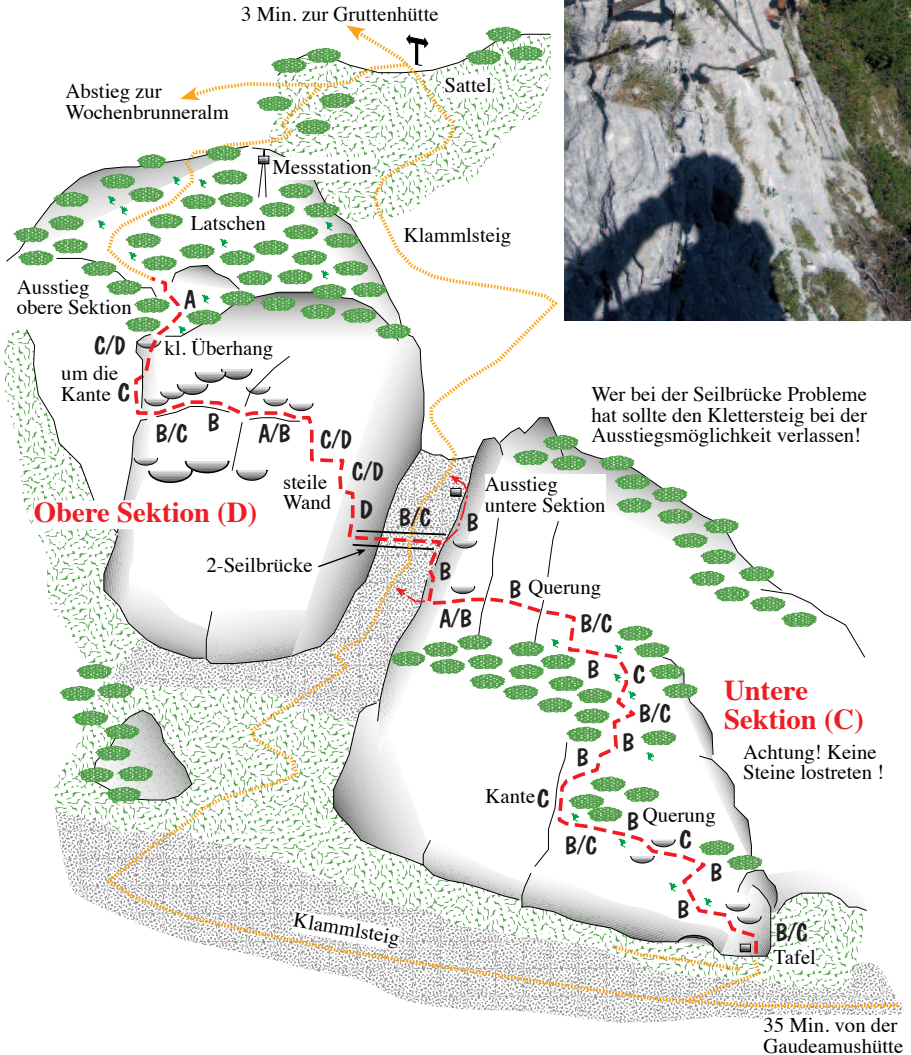 3 Min. zur Gruttenhütte
Sattel
Abstieg zur
Wochenbrunneralm
Messstation
Latschen
Klammlsteig
Ausstieg
obere Sektion
A
C/D
kl. Überhang
um die
Kante C
B/C
B
A/B
C/D
C/D
steile
Wand
D
Obere Sektion (D)
B/C
2-Seilbrücke
Wer bei der Seilbrücke Probleme
hat sollte den Klettersteig bei der
Ausstiegsmöglichkeit verlassen!
Ausstieg
untere Sektion
B
B
A/B
B Querung
B/C
B
C
B/C
B
Untere
Sektion (C)
Achtung! Keine
Steine lostreten !
Kante C
B Querung
B/C
C
B
B
B/C
Tafel
Klammlsteig
35 Min. von der
Gaudeamushütte